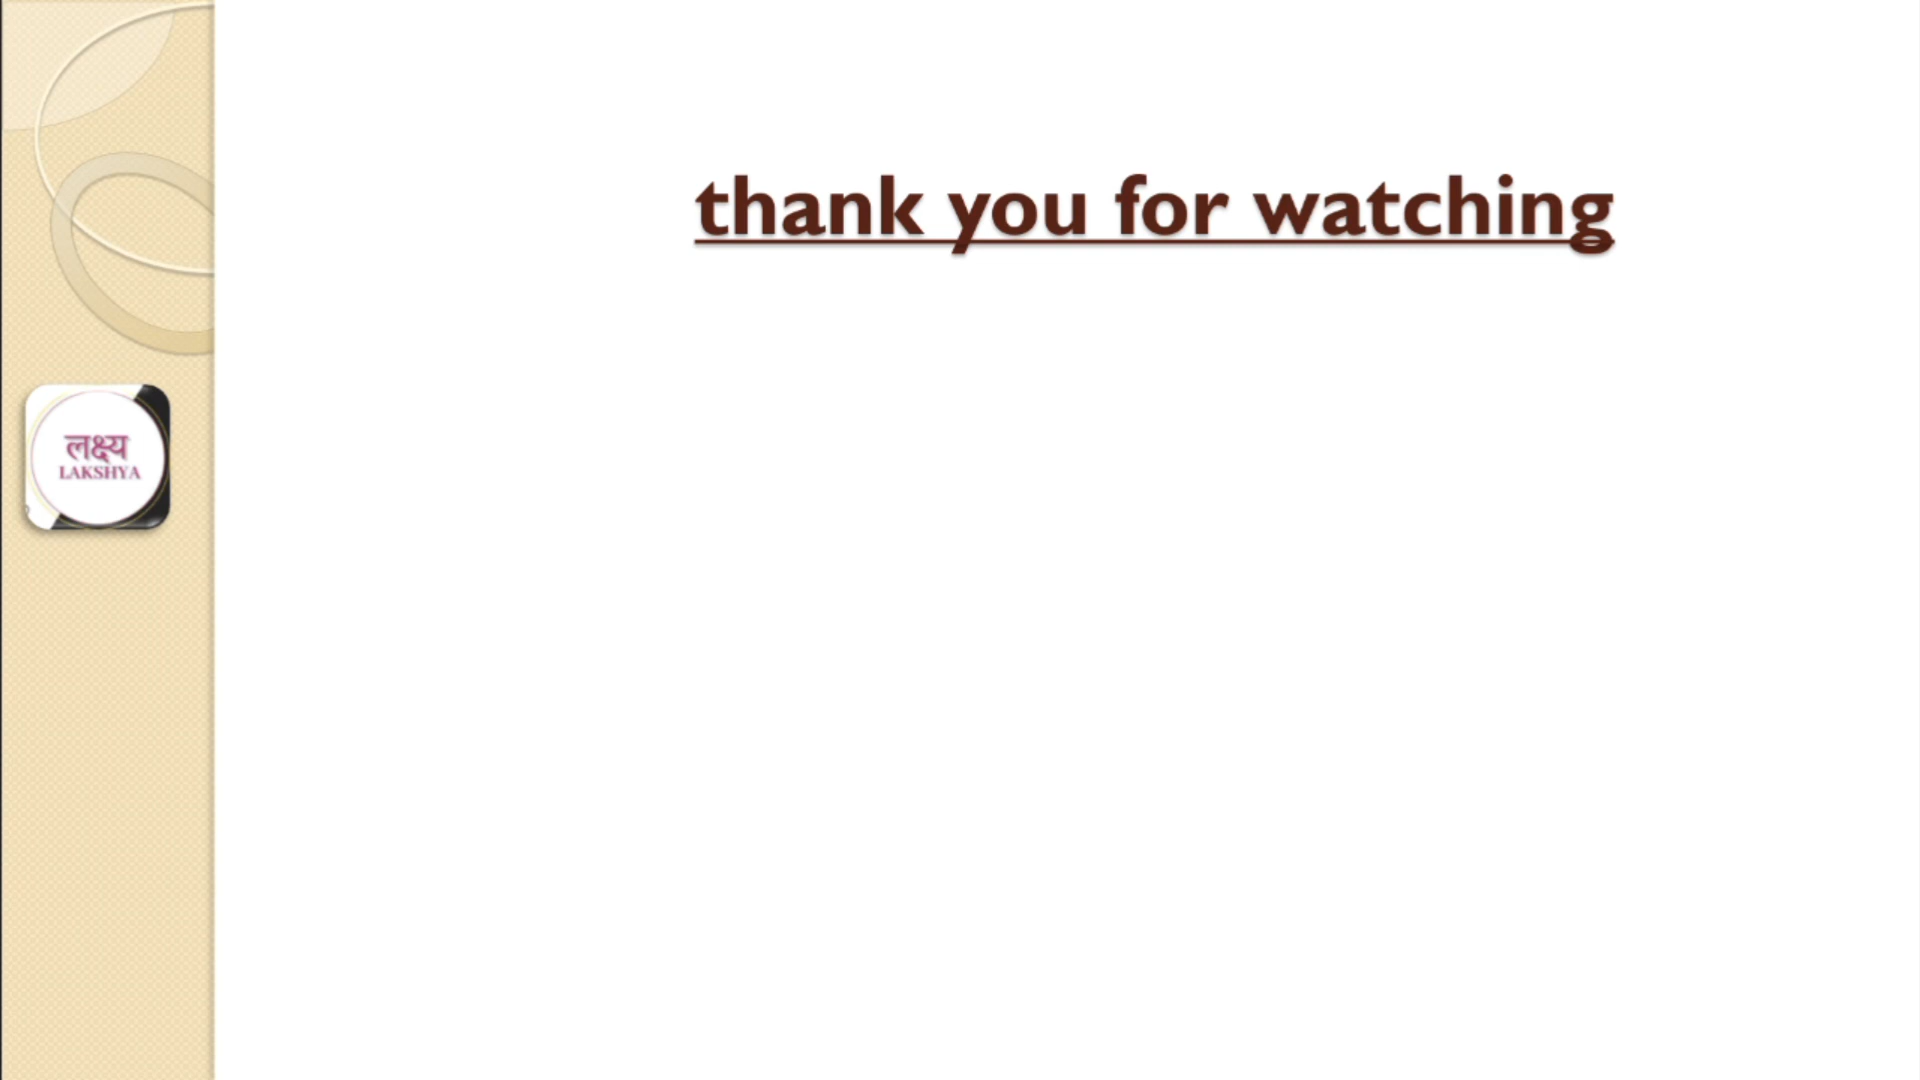 thank you for watching
लक्ष्य
LAKSHYA